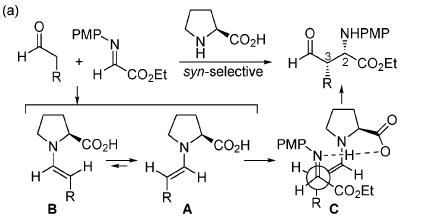 (a)
O
H
R
+
PMP
N
H
CO2Et
N
H
CO2H
syn-selective
O
NHPMP
H
3
2
CO2Et
R
N
CO2H
H
H
R
B
N
CO2H
H
H
R
A
N
O
PMP
N
H
O
H
H
H
R
CO2Et
C